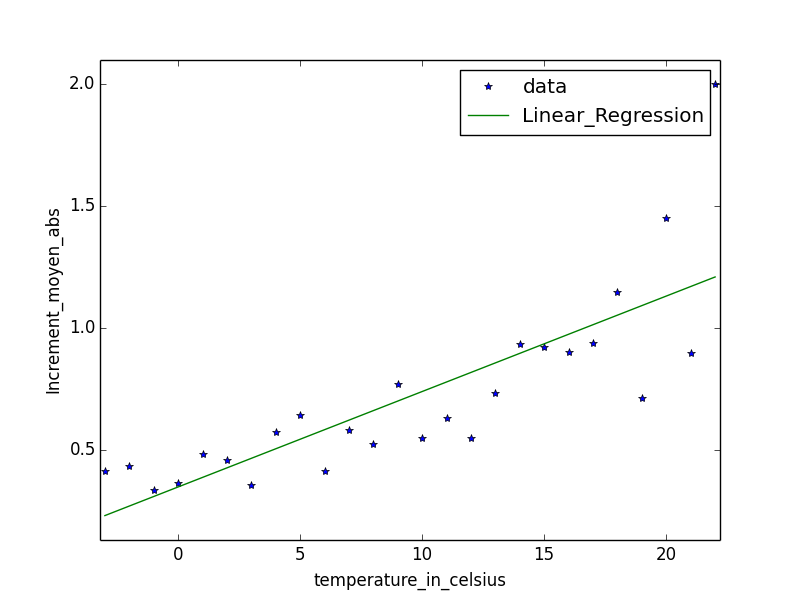 data
Linear_Regression
2.0
1.5
1.0
0.5
Increment_moyen_abs
0
5
10
15
20
temperature_in_celsius